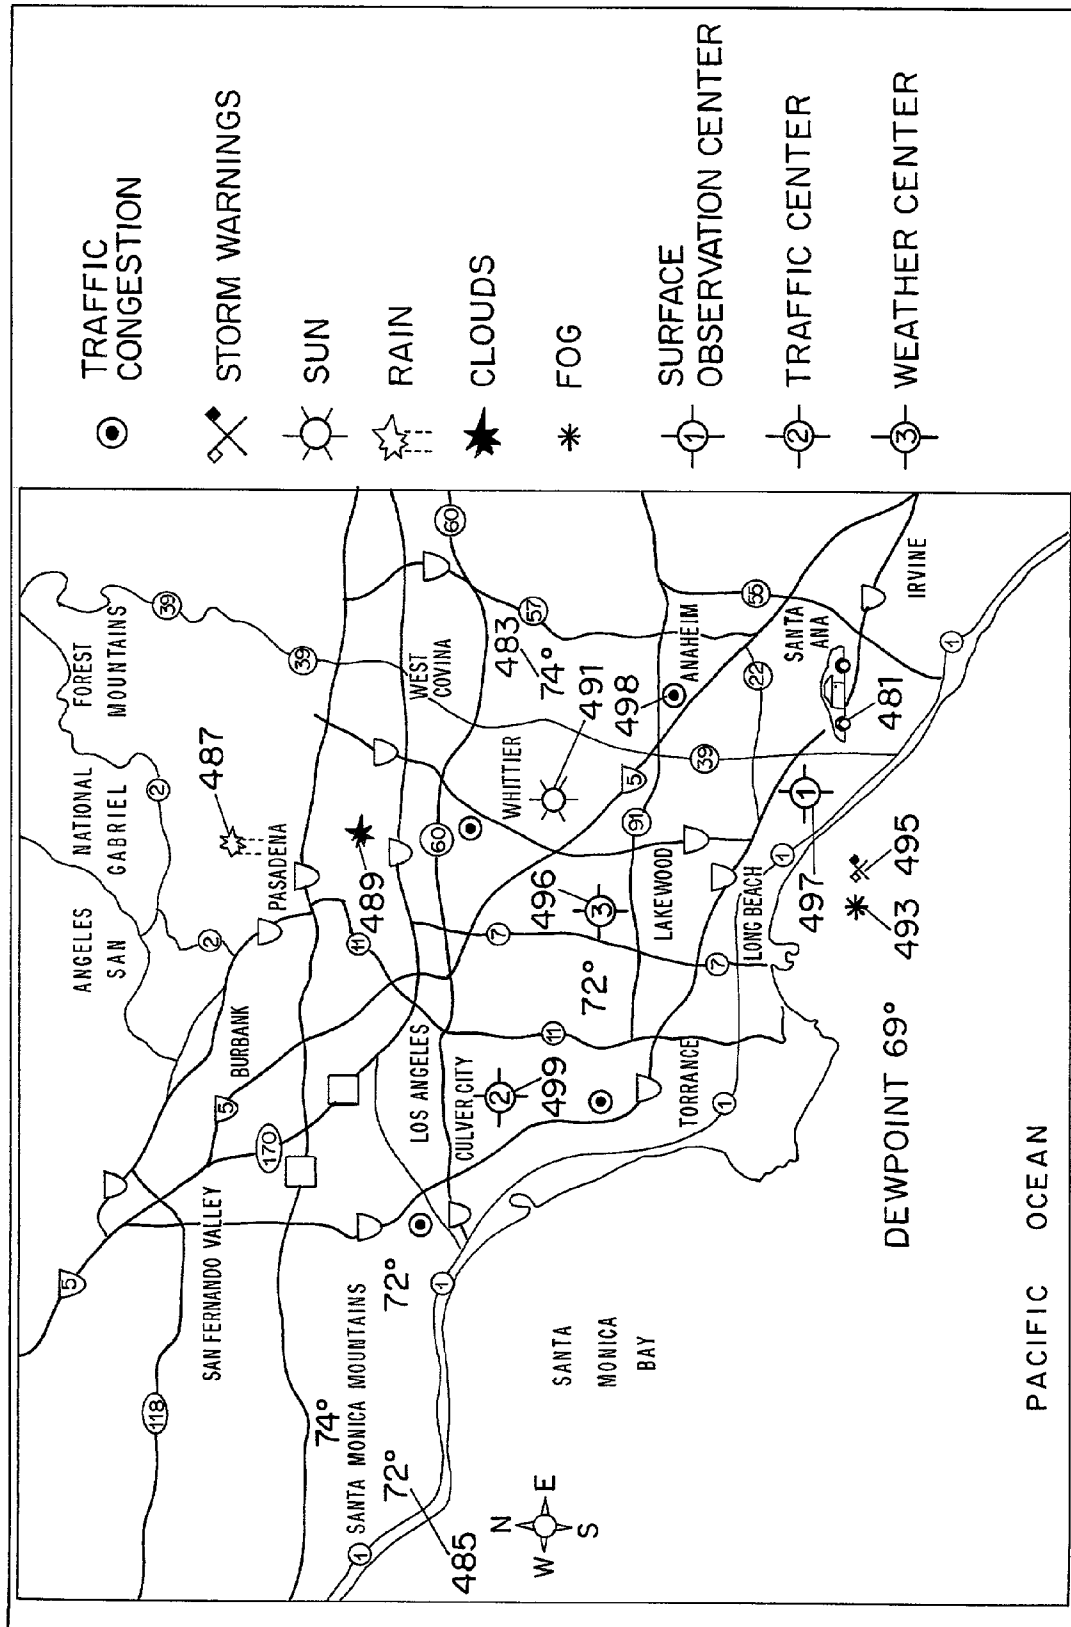 ANGELES NATIONAL FOREST
SAN GABRIEL MOUNTAINS
5
118
SAN FERNANDO VALLEY
170
5
BURBANK
2
2
39
39
487
PASADENA
11
489
74°
SANTA MONICA MOUNTAINS
1
72°
485
72°
1
LOS ANGELES
CULVER CITY
2
499
60
60
WEST COVINA
483
74°
57
7
WHITTIER
491
498
496
3
72°
11
5
91
LAKEWOOD
ANAHEIM
39
22
55
SANTA ANA
TORRANCE
1
7
LONG BEACH
1
1
497
481
IRVINE
1
493
495
N
W
E
S
SANTA
MONICA
BAY
DEWPOINT 69°
PACIFIC OCEAN
TRAFFIC
CONGESTION
STORM WARNINGS
SUN
RAIN
CLOUDS
FOG
1 SURFACE
OBSERVATION CENTER
2 TRAFFIC CENTER
3 WEATHER CENTER